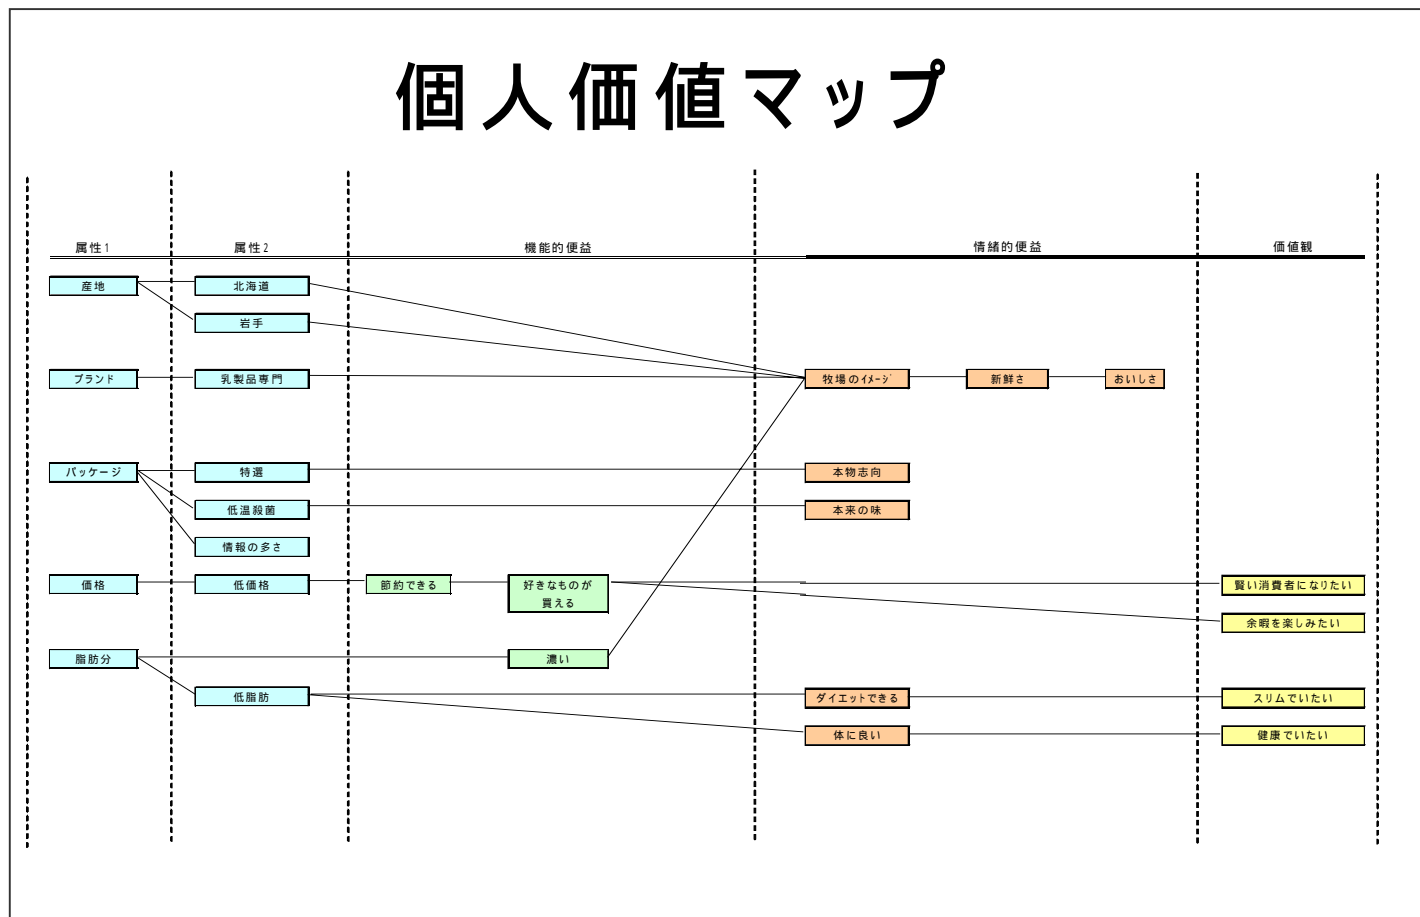 個人価値マップ
属性1
属性2
機能的便益
情緒的便益
価値観
産地
北海道
岩手
ブランド
乳製品専門
牧場のイメージ
新鮮さ
おいしさ
パッケージ
特選
本物志向
低温殺菌
本来の味
情報の多さ
価格
低価格
節約できる
好きなものが
買える
賢い消費者になりたい
余暇を楽しみたい
脂肪分
濃い
低脂肪
ダイエットできる
スリムでいたい
体に良い
健康でいたい